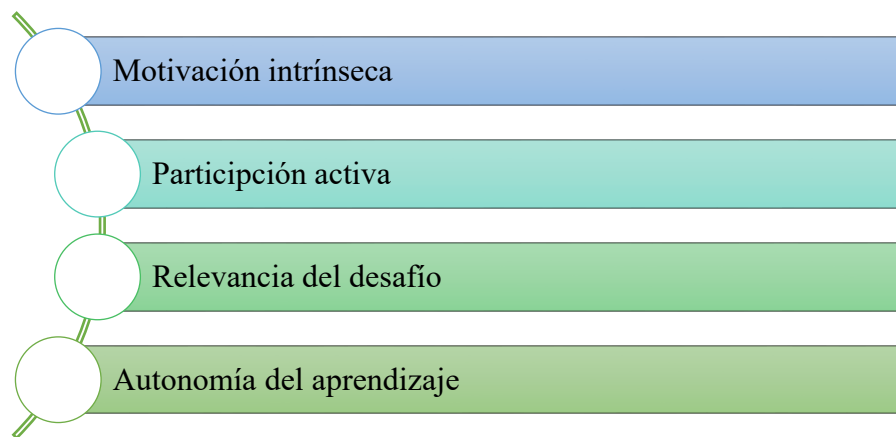 Motivación intrínseca
Participción activa
Relevancia del desafío
Autonomía del aprendizaje